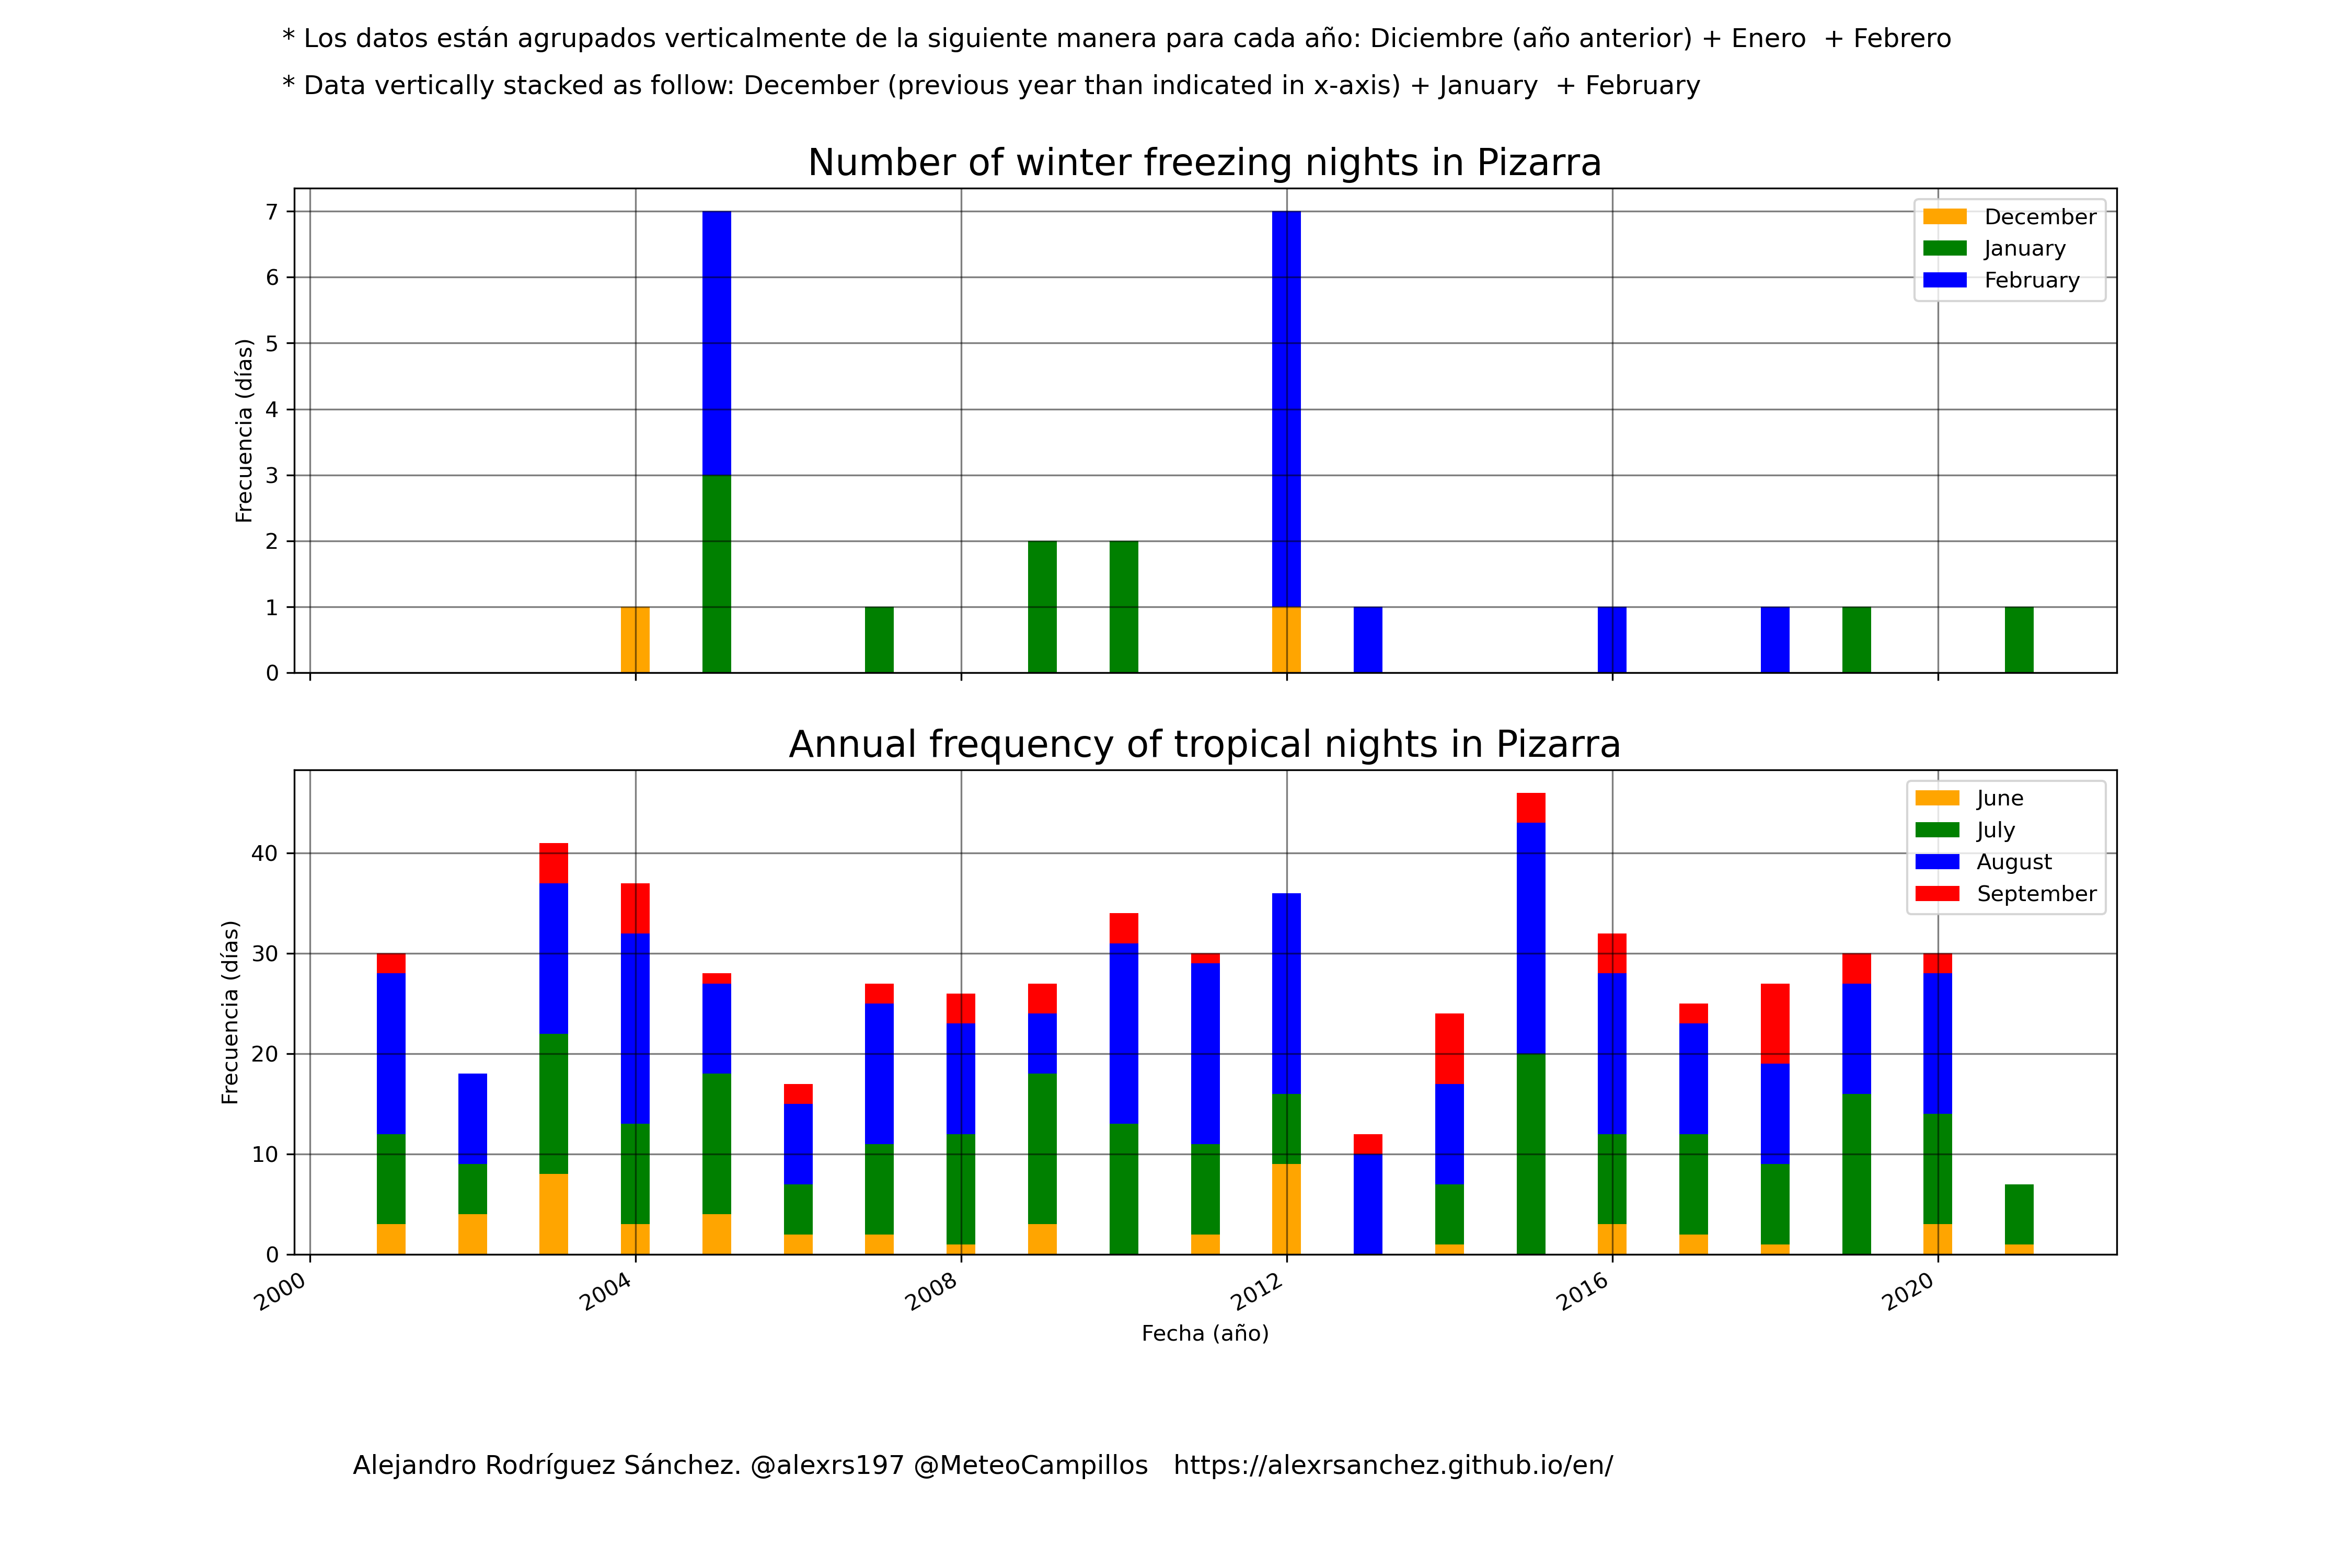 * Los datos están agrupados verticalmente de la siguiente manera para cada año: Diciembre (año anterior) + Enero  + Febrero
* Data vertically stacked as follow: December (previous year than indicated in x-axis) + January  + February
Number of winter freezing nights in Pizarra
7
6
5
4
3
2
1
0
Frecuencia (días)
December
January
February
Annual frequency of tropical nights in Pizarra
40
30
20
10
0
Frecuencia (días)
June
July
August
September
2000 2004 2008 2012 2016 2020
Fecha (año)
Alejandro Rodríguez Sánchez. @alexrs197 @MeteoCampillos   https://alexrsanchez.github.io/en/